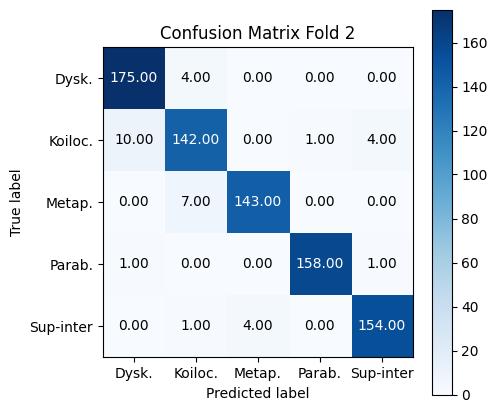 Confusion Matrix Fold 2
True label
Dysk. 175.00 4.00 0.00 0.00 0.00
Koiloc. 10.00 142.00 0.00 1.00 4.00
Metap. 0.00 7.00 143.00 0.00 0.00
Parab. 1.00 0.00 0.00 158.00 1.00
Sup-inter 0.00 1.00 4.00 0.00 154.00
Dysk. Koiloc. Metap. Parab. Sup-inter
Predicted label
160
140
120
100
80
60
40
20
0